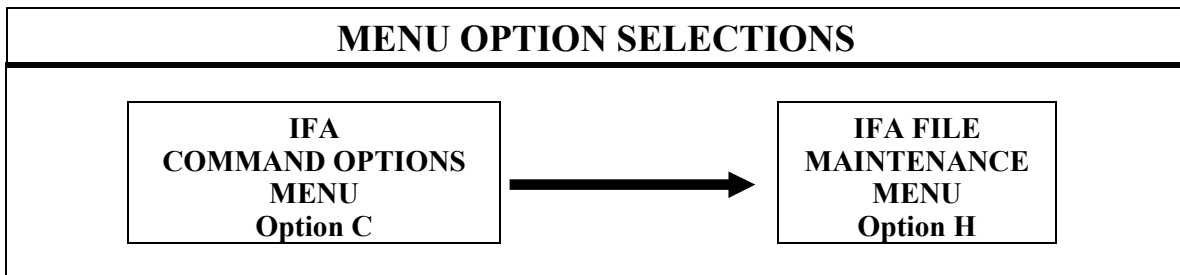 MENU OPTION SELECTIONS
IFA
COMMAND OPTIONS
MENU
Option C
IFA FILE
MAINTENANCE
MENU
Option H